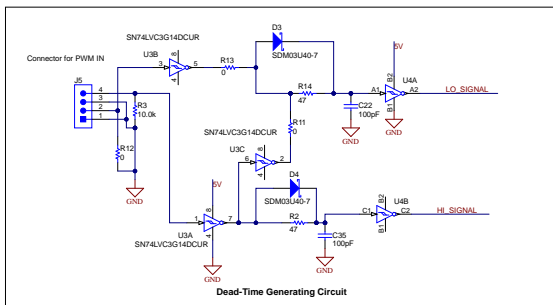 SN74LVC3G14DCUR
U3B
3
5
8
4
R13
0
D3
SDM03U40-7
Connector for PWM IN
J5
4
3
2
1
R3
10.0k
R12
0
GND
R14
47
R11
0
C22
100pF
GND
5V
U4A
A1
A2
B2
B1
GND
LO_SIGNAL
SN74LVC3G14DCUR
U3C
6
2
8
4
D4
SDM03U40-7
5V
U3A
1
7
8
4
SN74LVC3G14DCUR
GND
R2
47
C35
100pF
GND
U4B
C1
C2
B2
B1
HI_SIGNAL
Dead-Time Generating Circuit